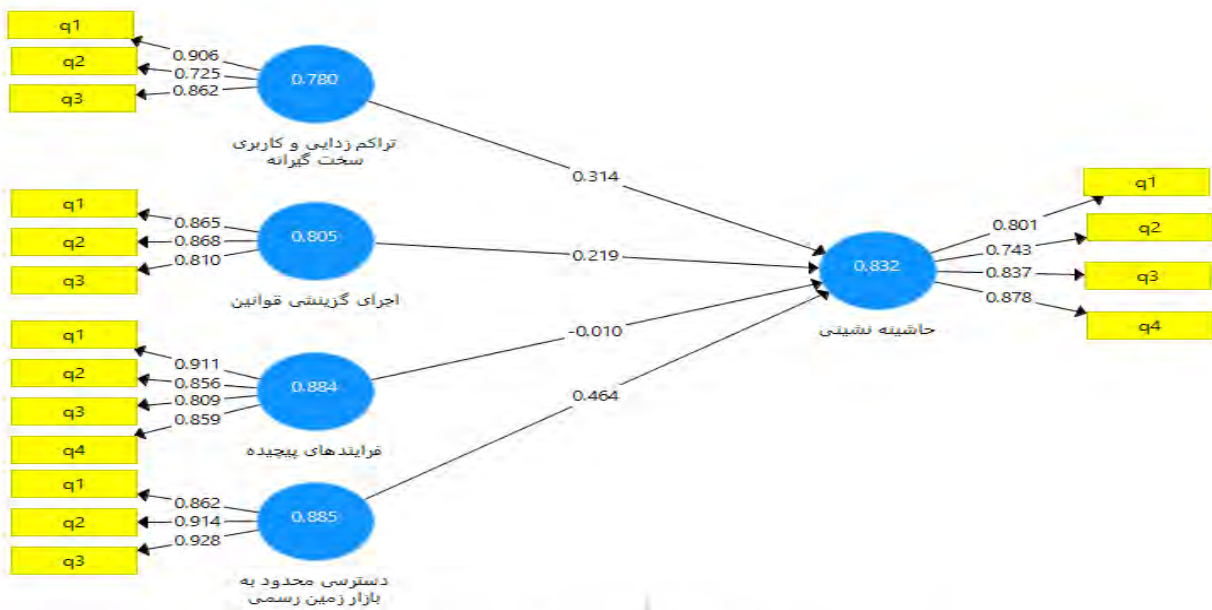 q1
q2
q3
0.906
0.725
0.862
0.780
تراکم زدایی و کاربری
سخت گیرانه
q1
q2
q3
0.865
0.868
0.810
0.805
اجرای گزینشی قوانین
q1
q2
q3
q4
0.911
0.856
0.809
0.859
0.884
فرایندهای پیچیده
q1
q2
q3
0.862
0.914
0.928
0.885
دسترسی محدود به
بازار زمین رسمی
0.314
0.219
-0.010
0.464
0.832
حاشینه نشینی
0.801
0.743
0.837
0.878
q1
q2
q3
q4